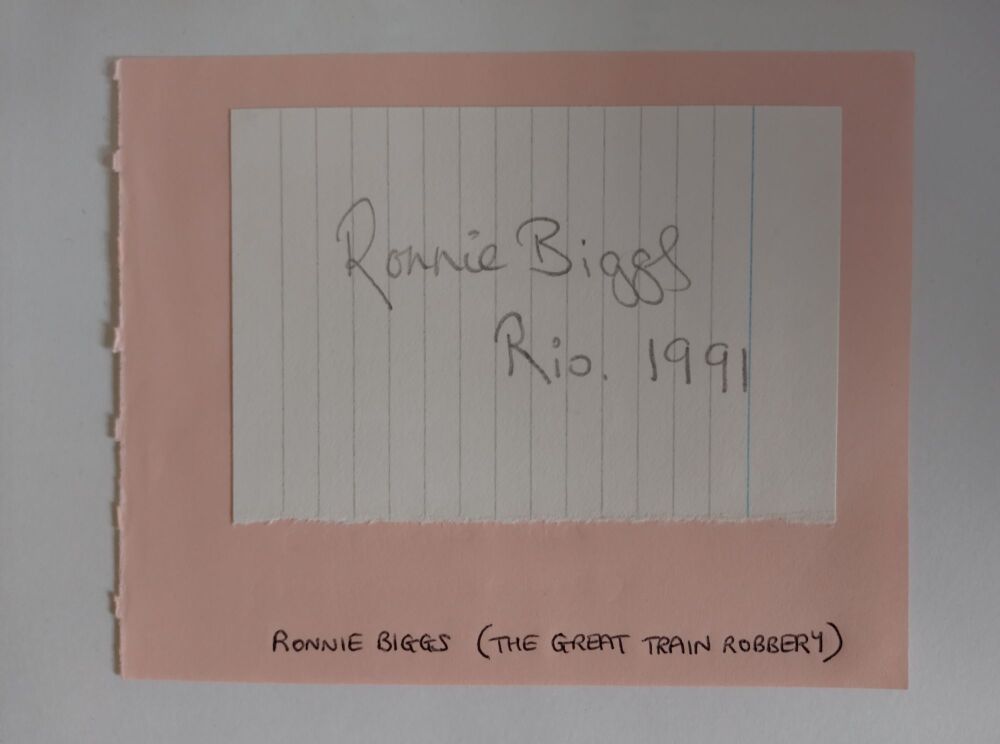 Ronnie Biggs
Rio. 1991
RONNIE BIGGS (THE GREAT TRAIN ROBBERY)